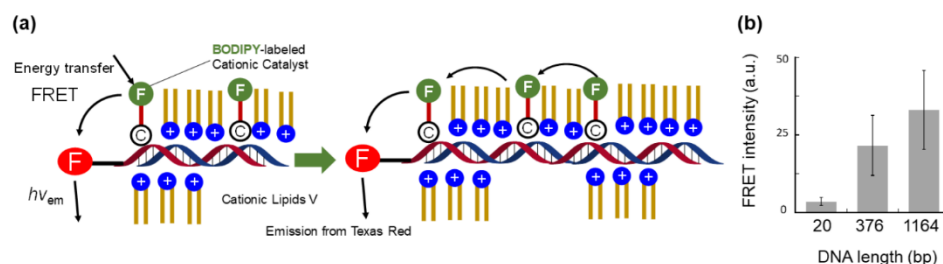 (a)
BODIPY-labeled
Cationic Catalyst
Energy transfer
FRET
F
F
C
+
+
+
C
+
F
hvem
+
+
+
Cationic Lipids V
F
F
F
C
+
+
C
+
C
+
+
+
F
+
+
+
+
+
+
Emission from Texas Red
(b)
FRET intensity (a.u.)
50
25
0
20 376 1164
DNA length (bp)